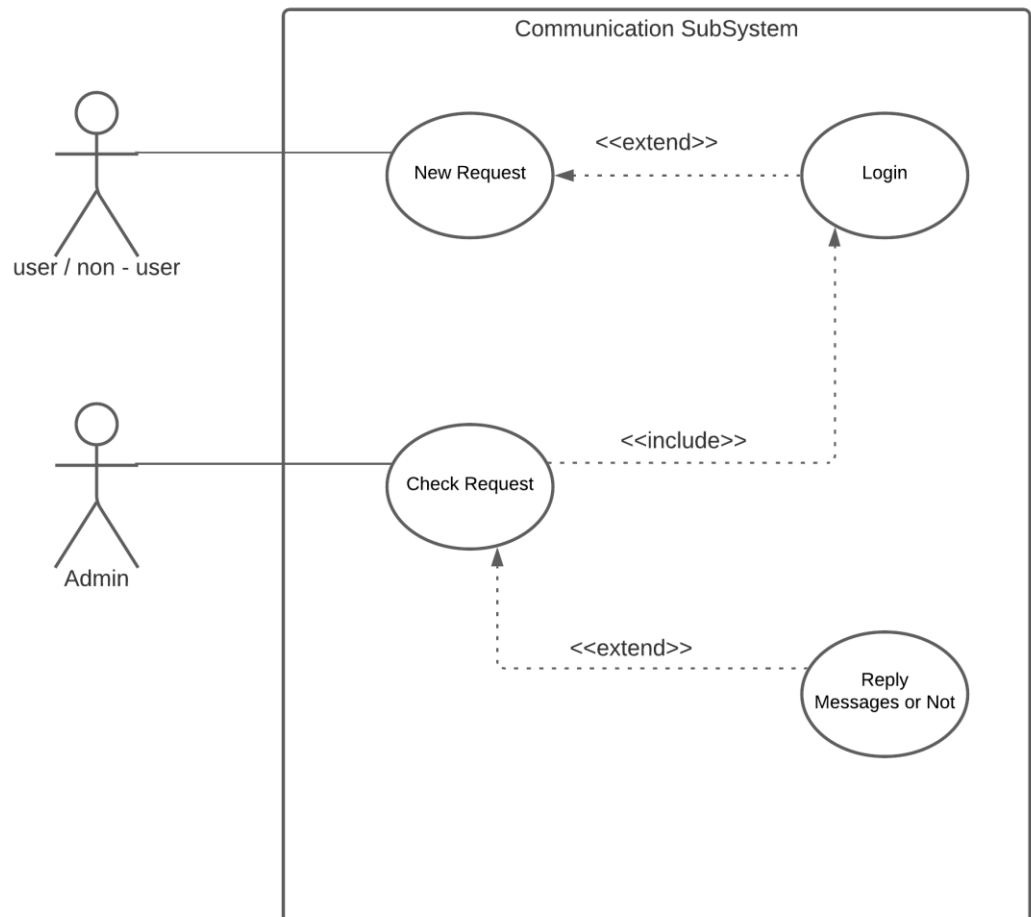 Communication SubSystem
<<extend>>
New Request
Login
user / non - user
<<include>>
Check Request
Admin
<<extend>>
Reply
Messages or Not